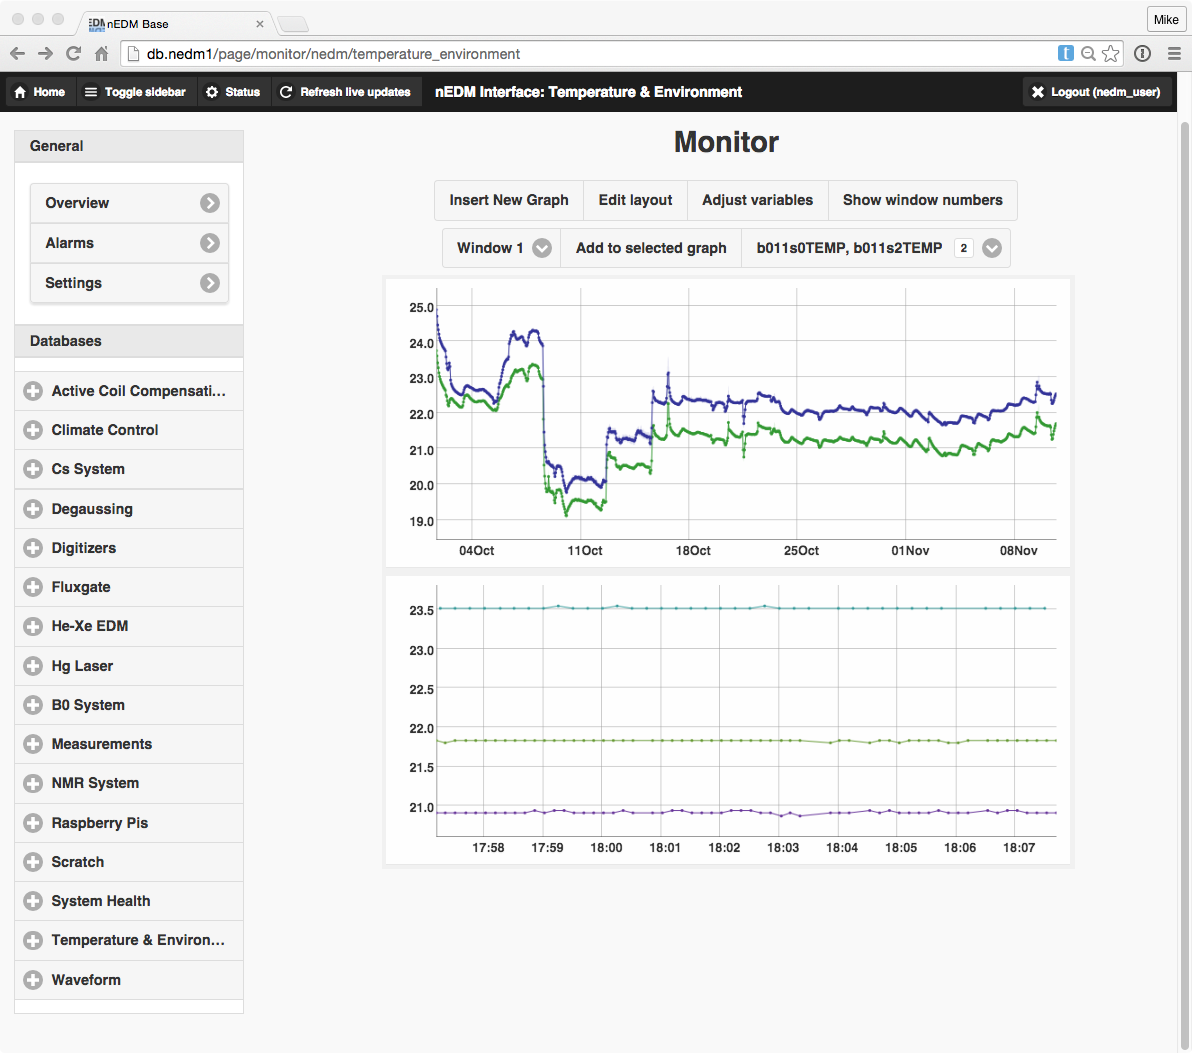 nEDM Base
Mike
db.nedm1/page/monitor/nedm/temperature_environment
Home Toggle sidebar Status Refresh live updates nEDM Interface: Temperature & Environment Logout (nedm_user)
General
Overview
Alarms
Settings
Databases
Active Coil Compensati...
Climate Control
Cs System
Degaussing
Digitizers
Fluxgate
He-Xe EDM
Hg Laser
B0 System
Measurements
NMR System
Raspberry Pis
Scratch
System Health
Temperature & Environ...
Waveform
Monitor
Insert New Graph Edit layout Adjust variables Show window numbers
Window 1 Add to selected graph b011s0TEMP, b011s2TEMP 2
25.0
24.0
23.0
22.0
21.0
20.0
19.0
04Oct 11Oct 18Oct 25Oct 01Nov 08Nov
23.5
23.0
22.5
22.0
21.5
21.0
17:58 17:59 18:00 18:01 18:02 18:03 18:04 18:05 18:06 18:07